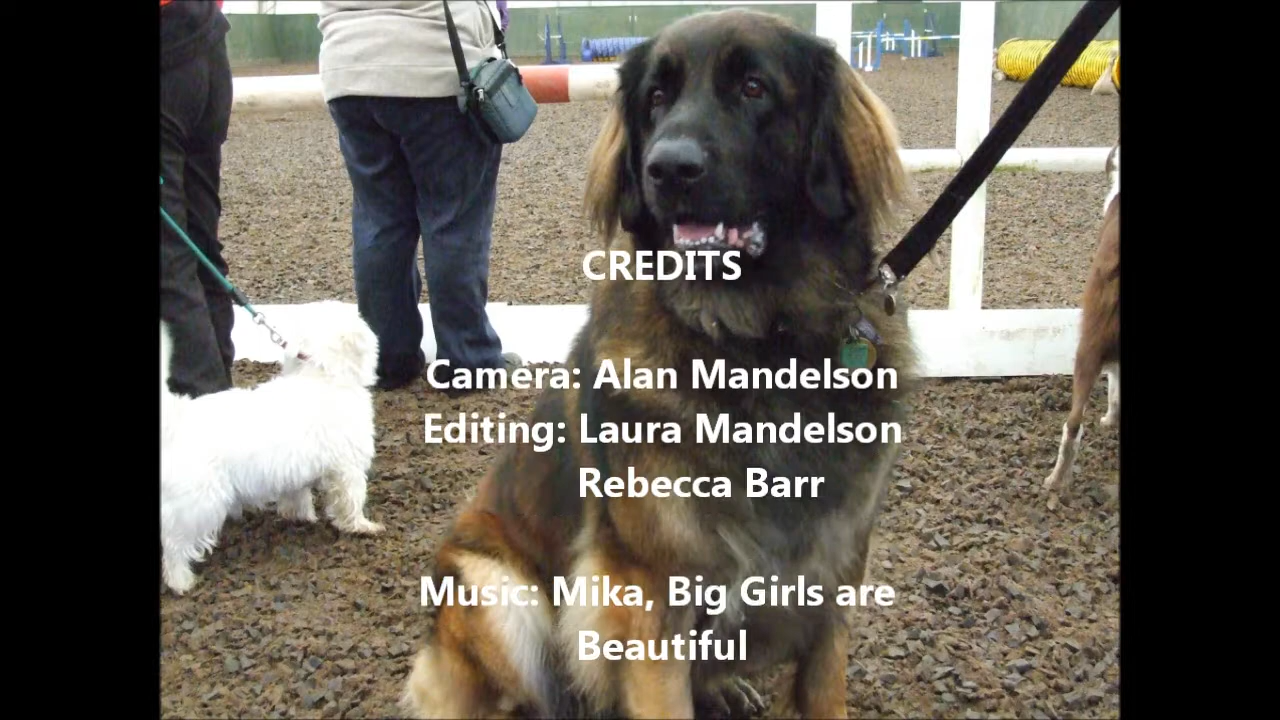 CREDITS
Camera: Alan Mandelson
Editing: Laura Mandelson
Rebecca Barr
Music: Mika, Big Girls are
Beautiful